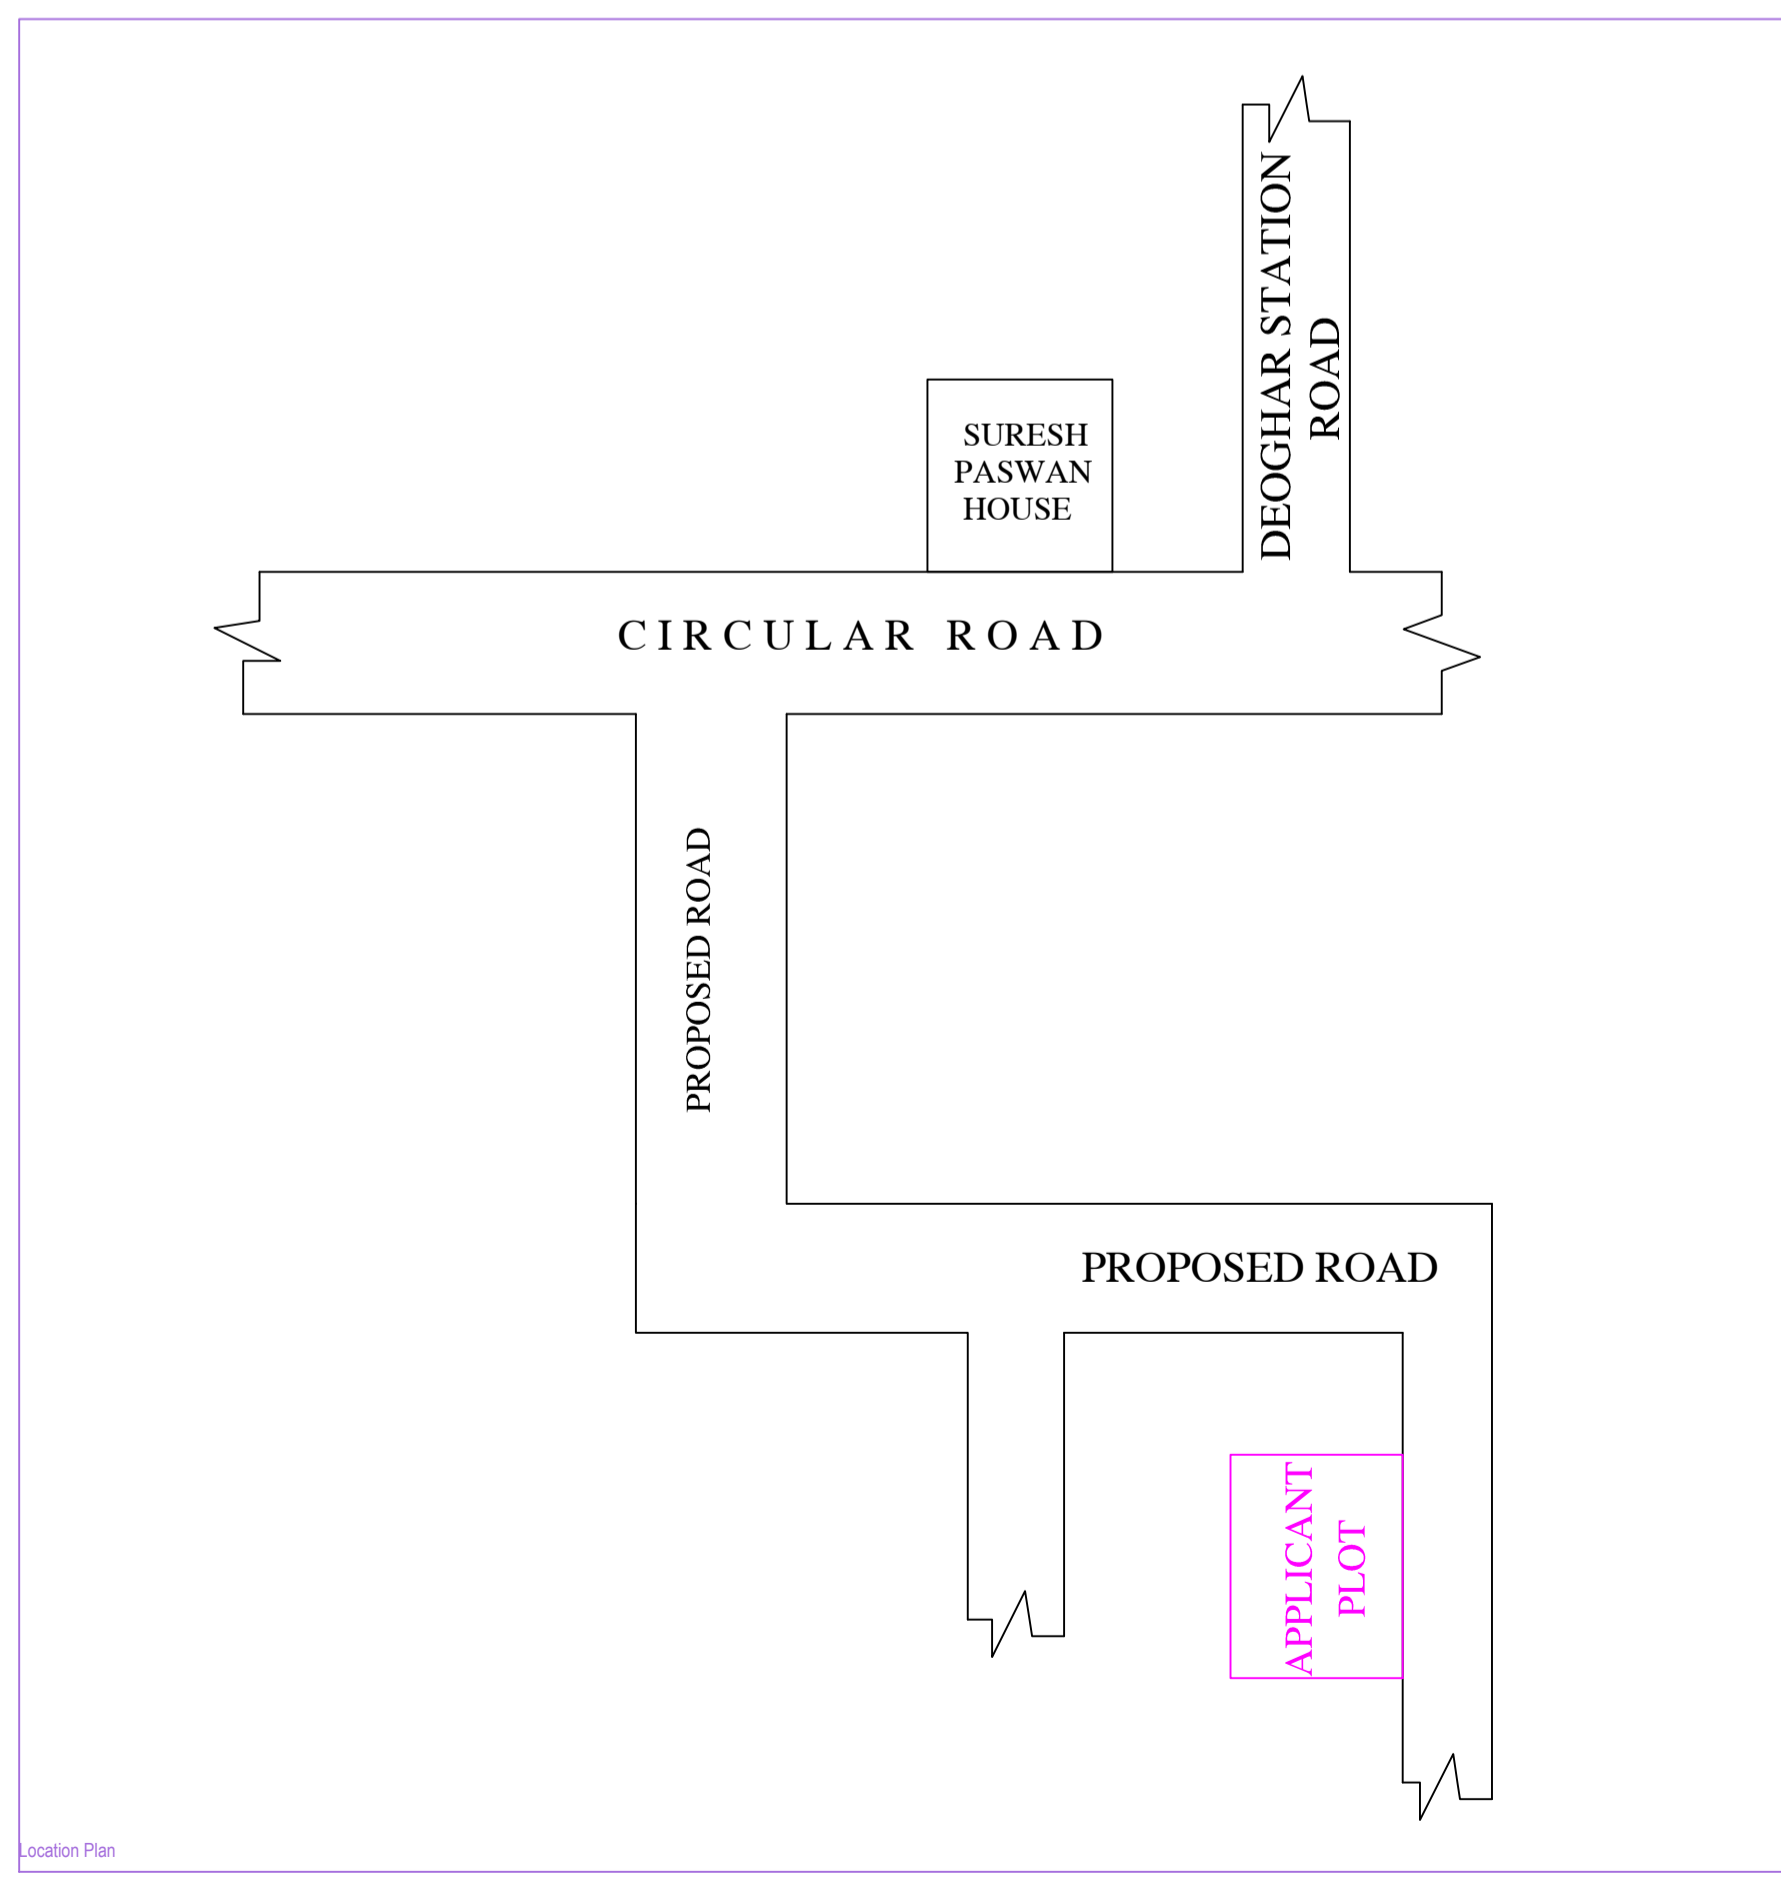 DEOGHAR STATION
ROAD
SURESH
PASWAN
HOUSE
CIRCULAR ROAD
PROPOSED ROAD
PROPOSED ROAD
APPLICANT
PLOT
Location Plan